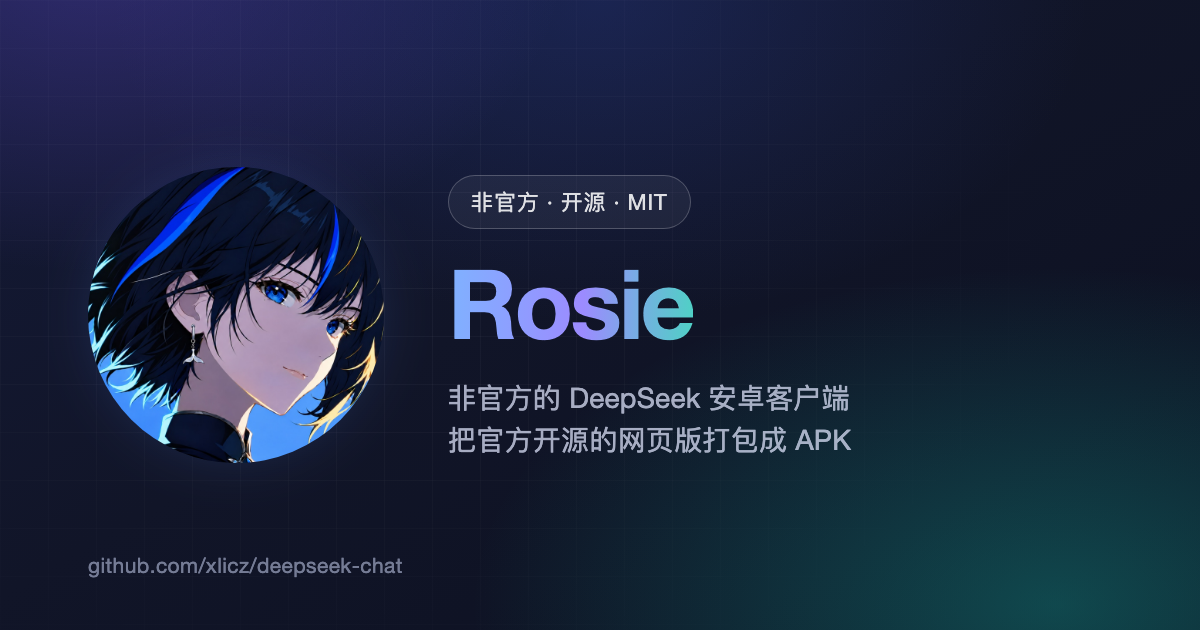 非官方 · 开源 · MIT
Rosie
非官方的 DeepSeek 安卓客户端
把官方开源的网页版打包成 APK
github.com/xlicz/deepseek-chat